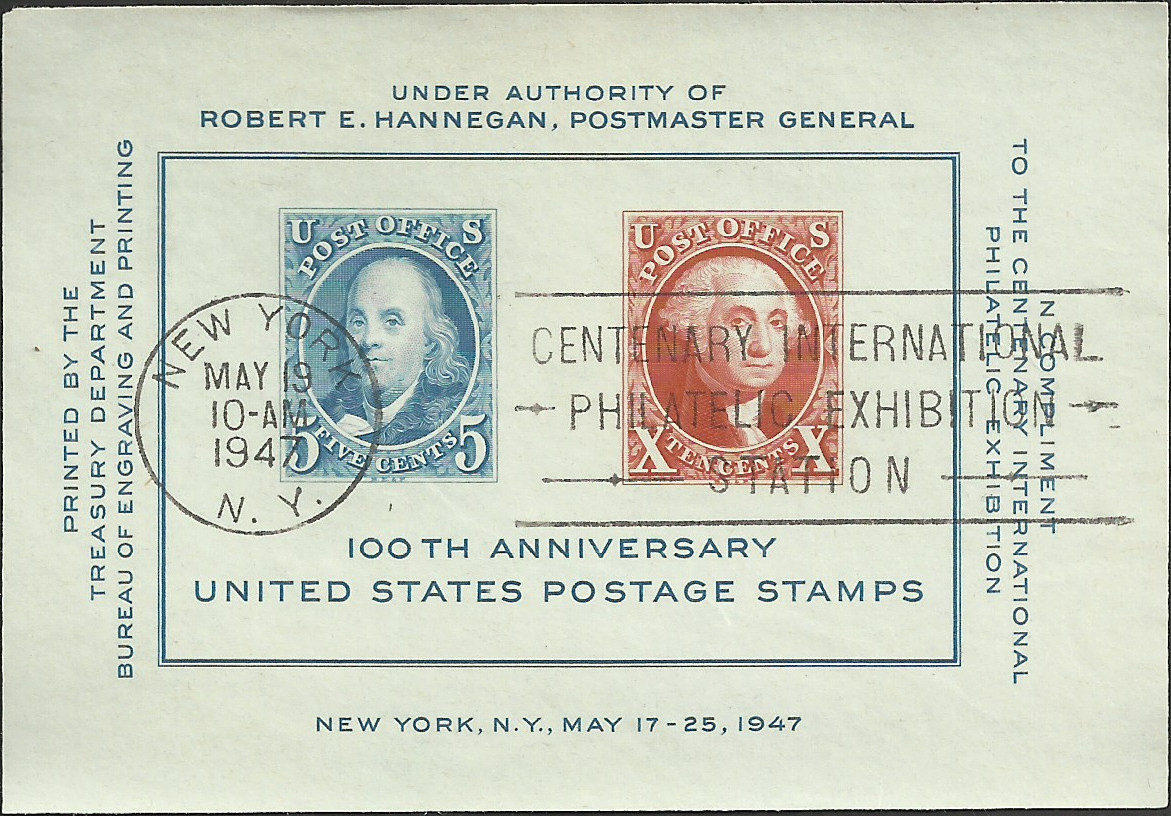 UNDER AUTHORITY OF
ROBERT E. HANNEGAN, POSTMASTER GENERAL
PRINTED BY THE
TREASURY DEPARTMENT
BUREAU OF ENGRAVING AND PRINTING
U S
POST OFFICE
5 FIVE CENTS 5
U S
POST OFFICE
X TEN CENTS X
NEW YORK
MAY 19
10-AM
1947
N. Y.
CENTENARY INTERNATIONAL
PHILATELIC EXHIBITION
STATION
IN COMPLIMENT
TO THE CENTENARY INTERNATIONAL
PHILATELIC EXHIBITION
100TH ANNIVERSARY
UNITED STATES POSTAGE STAMPS
NEW YORK, N.Y., MAY 17-25, 1947